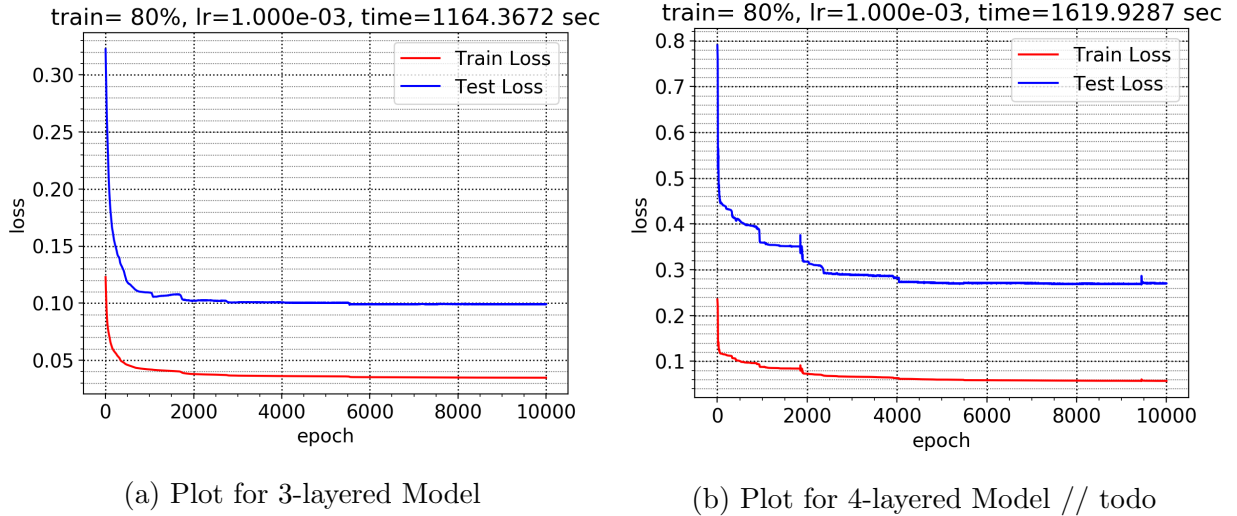 train= 80%, lr=1.000e-03, time=1164.3672 sec
loss
0.30
0.25
0.20
0.15
0.10
0.05
Train Loss
Test Loss
0 2000 4000 6000 8000 10000
epoch
(a) Plot for 3-layered Model
train= 80%, lr=1.000e-03, time=1619.9287 sec
loss
0.8
0.7
0.6
0.5
0.4
0.3
0.2
0.1
Train Loss
Test Loss
0 2000 4000 6000 8000 10000
epoch
(b) Plot for 4-layered Model // todo